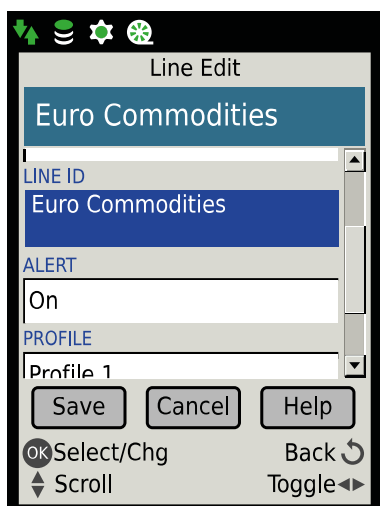 Line Edit
Euro Commodities
LINE ID
Euro Commodities
ALERT
On
PROFILE
Profile 1
Save Cancel Help
OK Select/Chg Back
Scroll Toggle